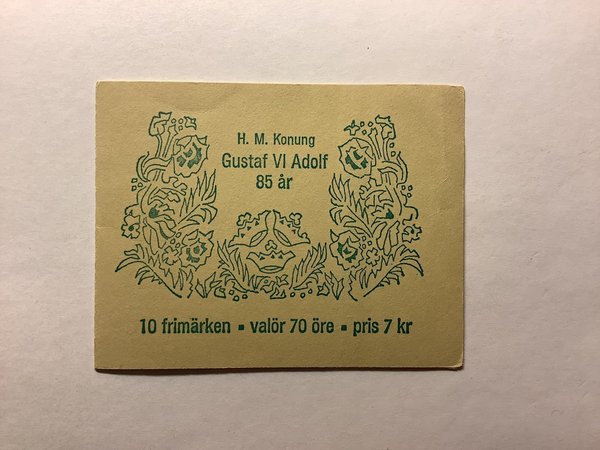 H. M. Konung
Gustaf VI Adolf
85 år
10 frimärken ▪ valör 70 öre ▪ pris 7 kr